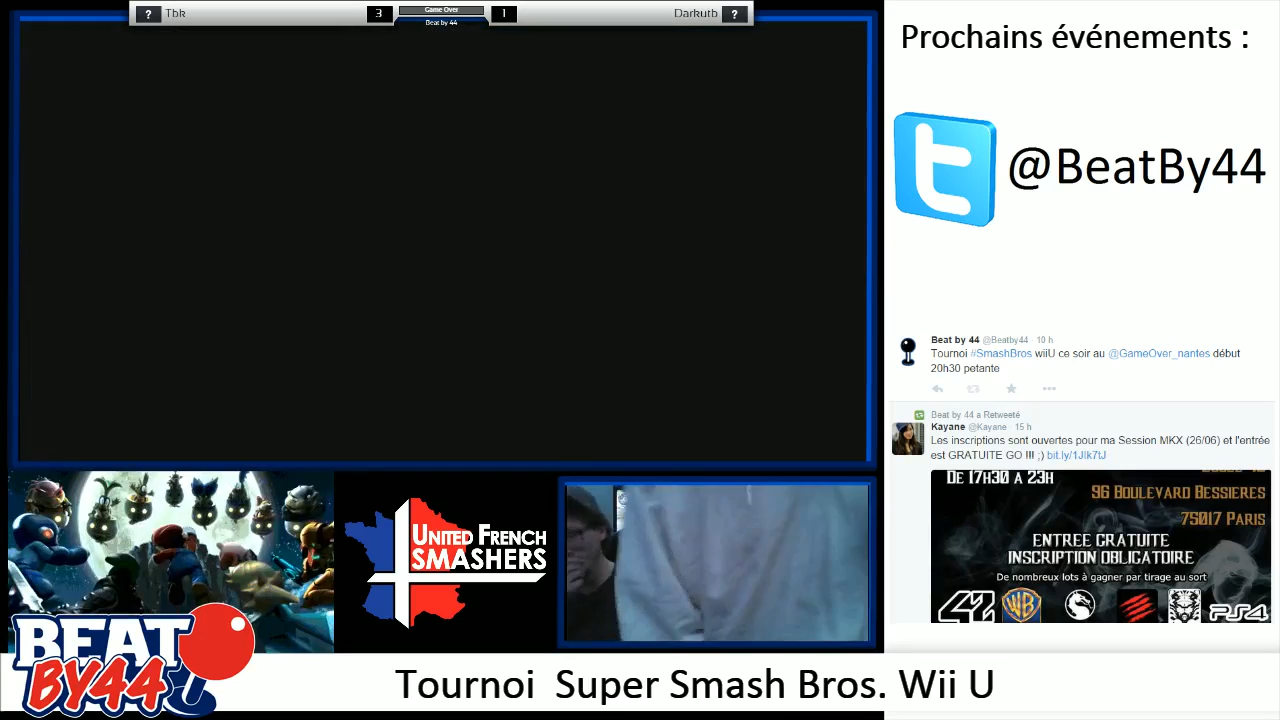 ? Tbk 3 Game Over 1 Darkutb ?
Beat by 44
Prochains événements :
@BeatBy44
Beat by 44 @Beatby44 · 10 h
Tournoi #SmashBros wiiU ce soir au @GameOver_nantes début
20h30 petante
Beat by 44 a Retweeté
Kayane @Kayane · 15 h
Les inscriptions sont ouvertes pour ma Session MKX (26/06) et l'entrée
est GRATUITE GO !!! ;) bit.ly/1JIk7tJ
De 17h30 a 23h
96 Boulevard Bessieres
75017 Paris
Entree gratuite
Inscription obligatoire
De nombreux lots à gagner par tirage au sort
WB
PS4
United French
Smashers
BEAT
BY44
Tournoi Super Smash Bros. Wii U